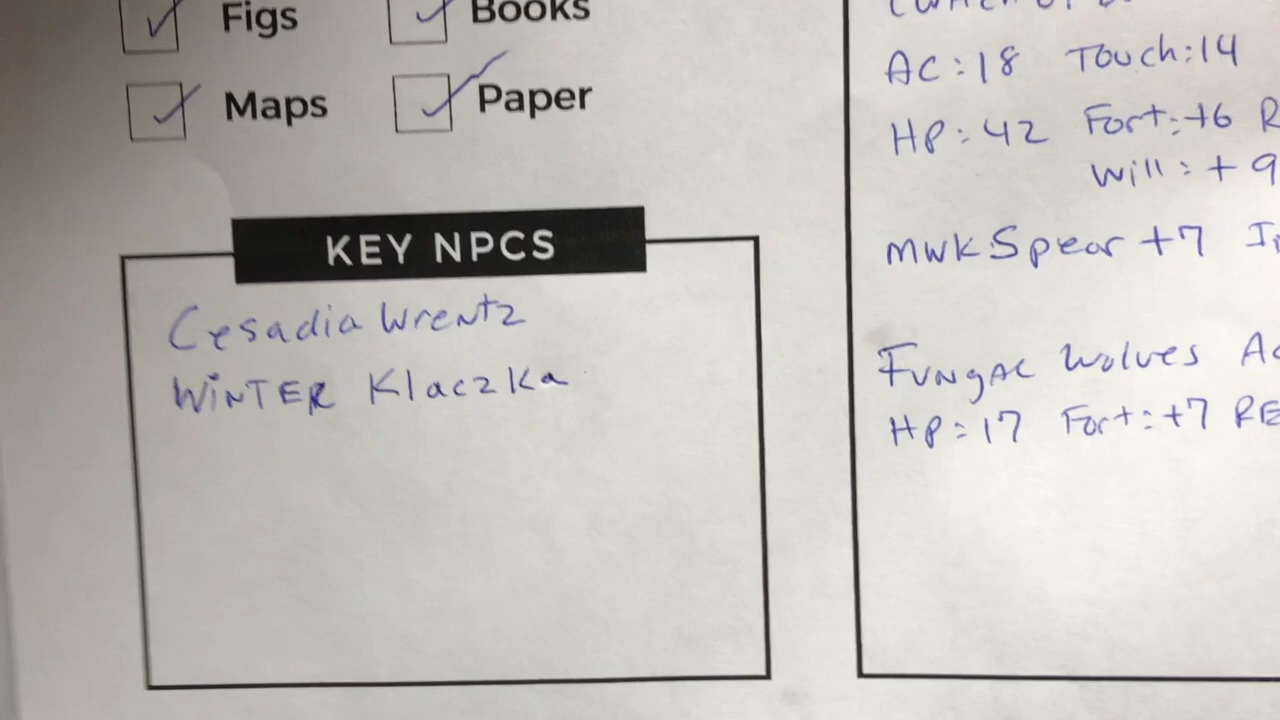 Figs Books
Maps Paper
KEY NPCS
Cesadia Wrentz
WINTER Klaczka
AC:18 Touch:14
HP:42 Fort:+6
Will:+9
MWK Spear +7
Fungal Wolves
HP:17 Fort:+7